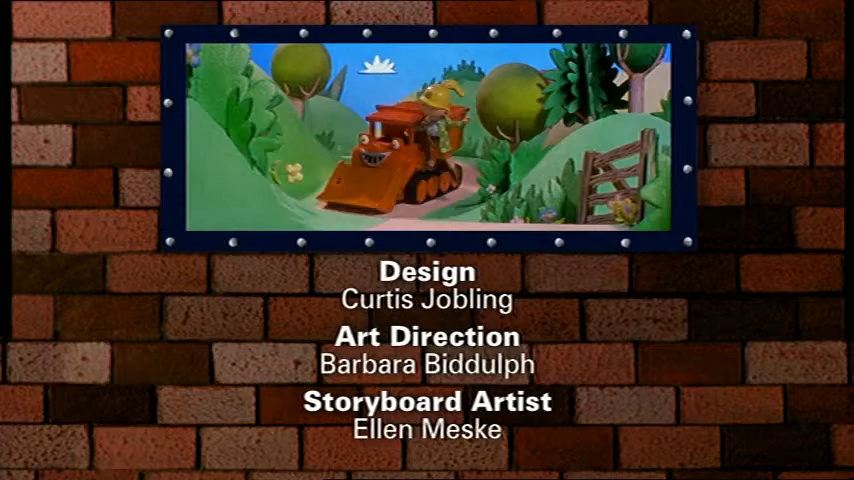 Design
Curtis Jobling
Art Direction
Barbara Biddulph
Storyboard Artist
Ellen Meske